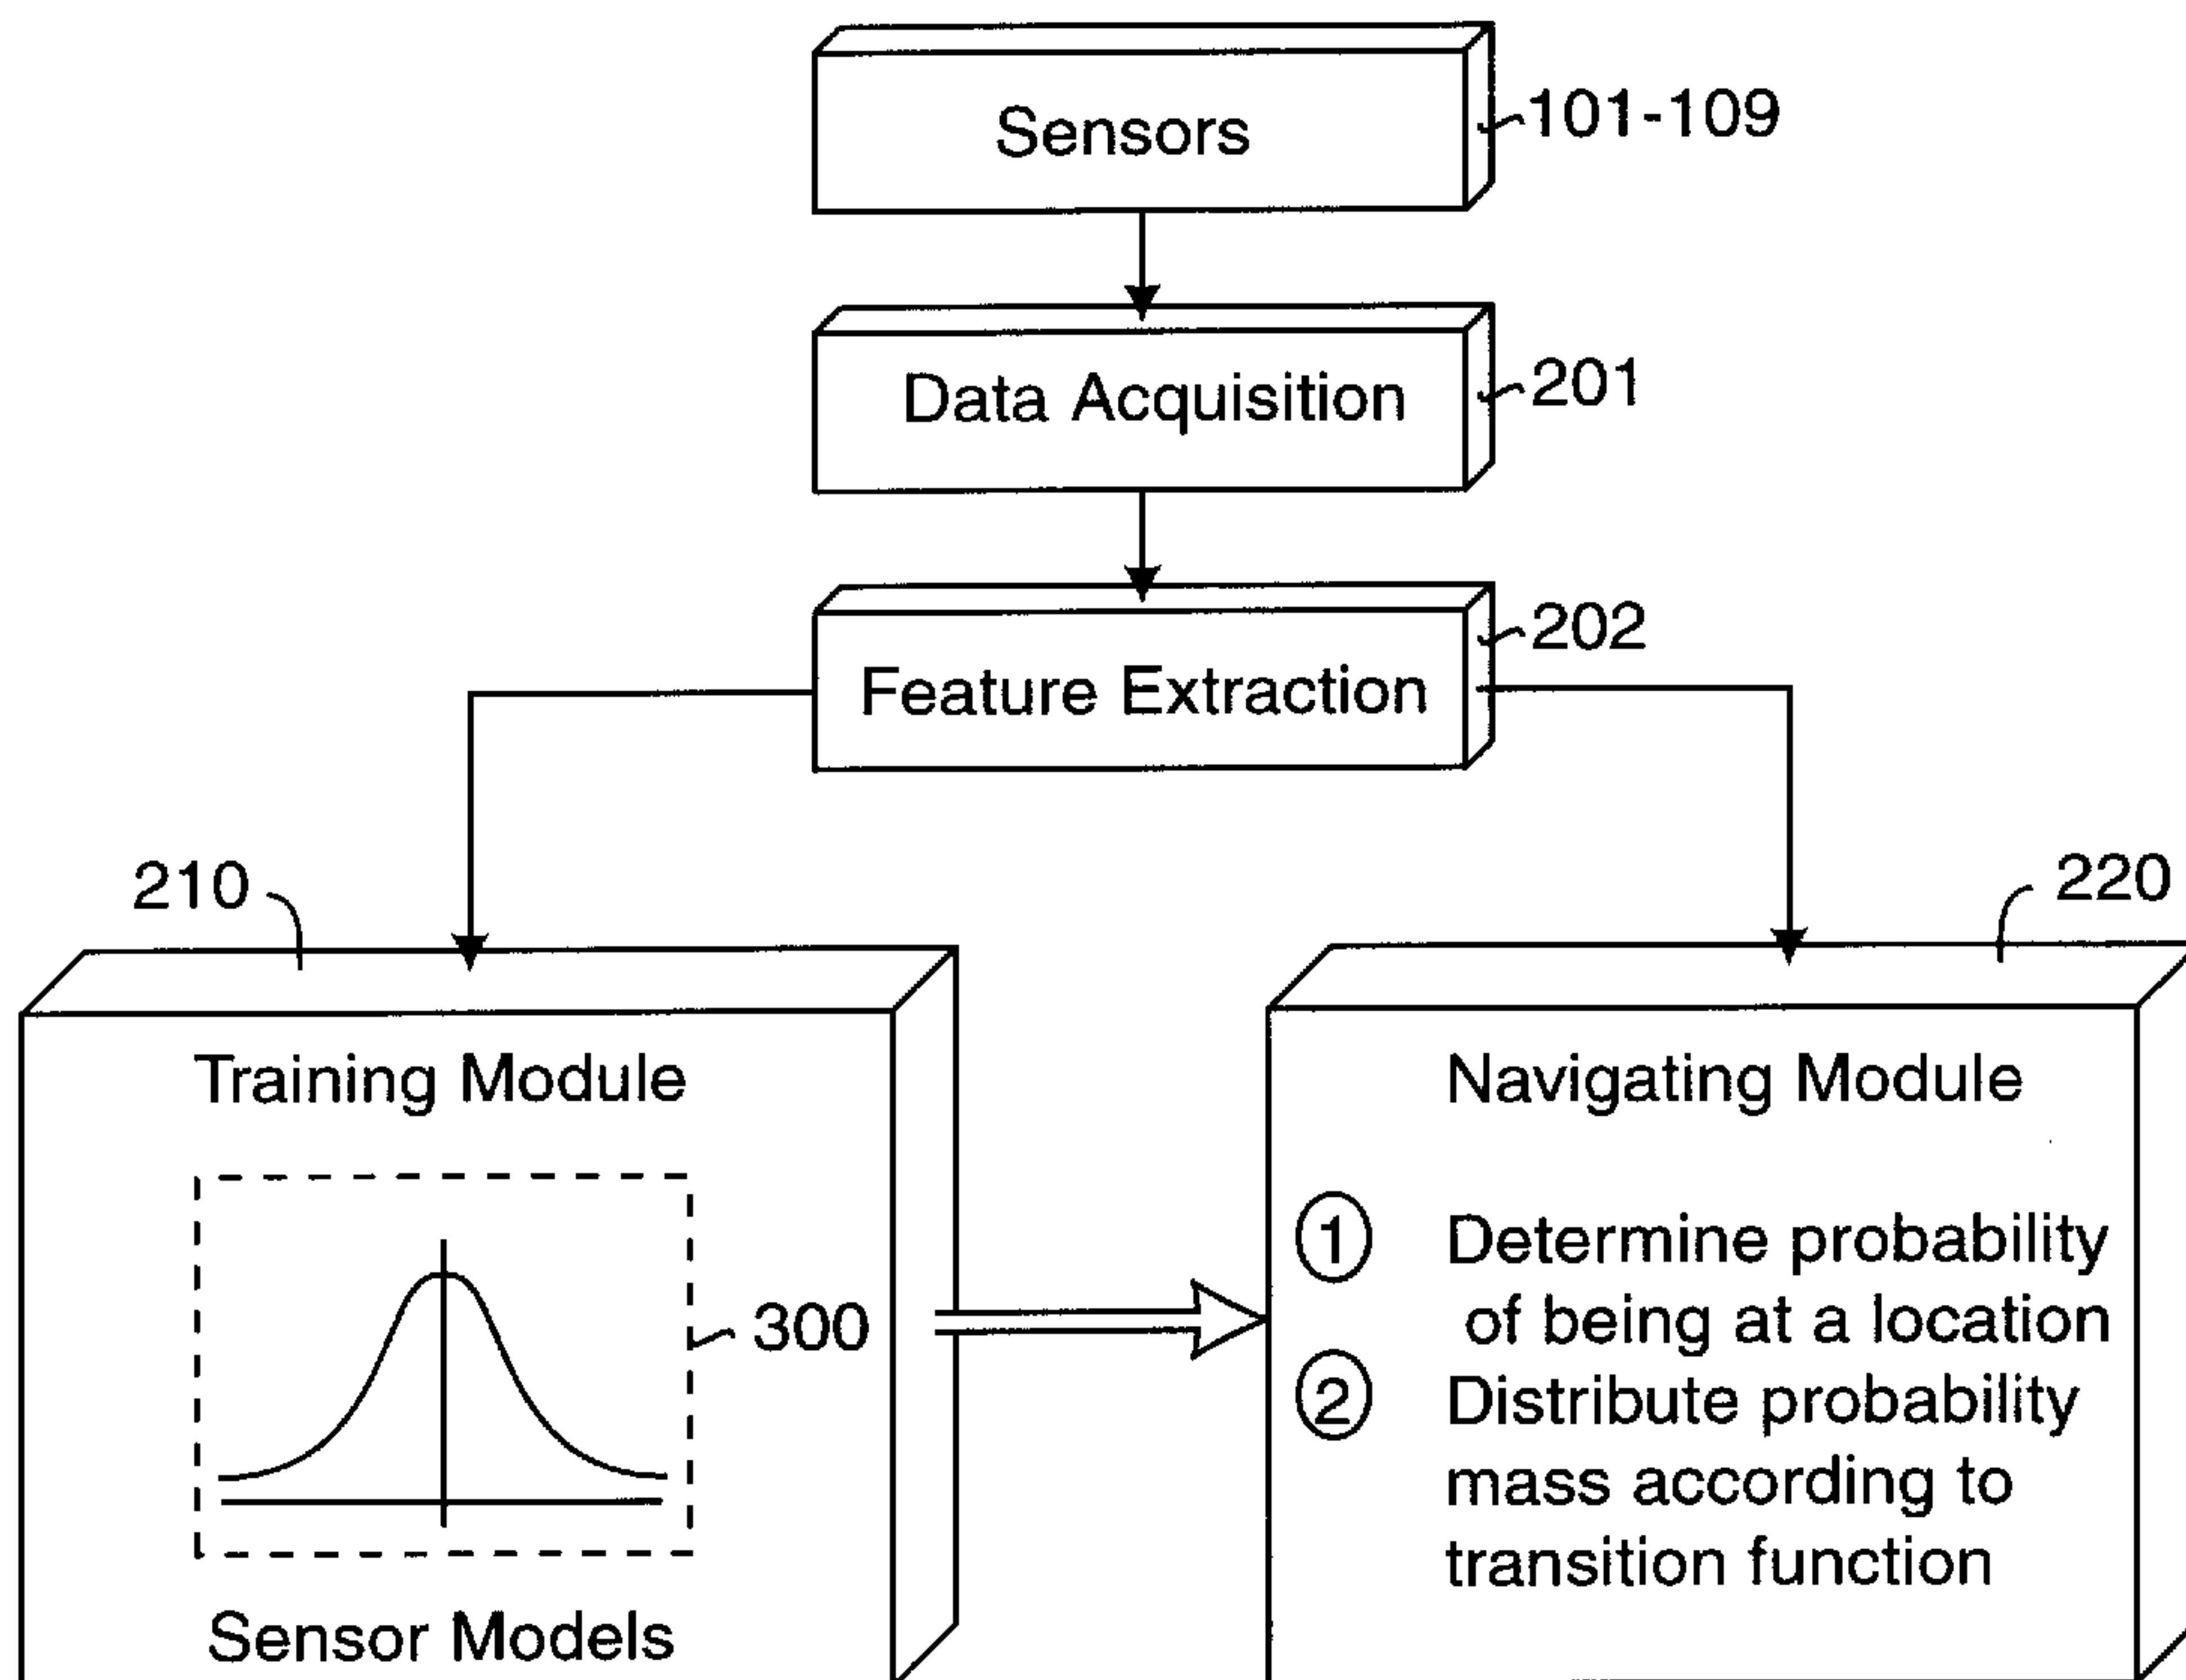 Sensors
101-109
Data Acquisition
201
202
Feature Extraction
210
220
Training Module
300
Sensor Models
Navigating Module
1 Determine probability
of being at a location
2 Distribute probability
mass according to
transition function